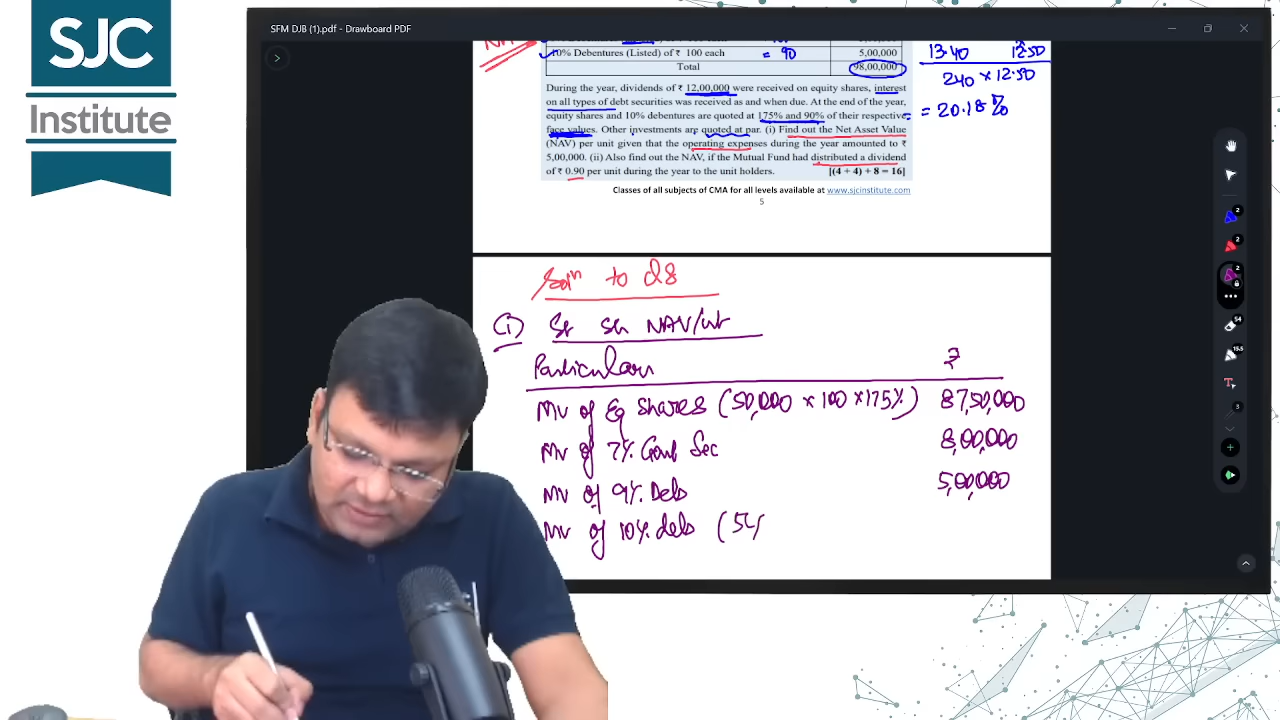 SJC
Institute
SFM DJB (1).pdf - Drawboard PDF
10% Debentures (Listed) of ₹ 100 each = 90 5,00,000
Total 98,00,000
During the year, dividends of ₹ 12,00,000 were received on equity shares, interest
on all types of debt securities was received as and when due. At the end of the year,
equity shares and 10% debentures are quoted at 175% and 90% of their respective
face values. Other investments are quoted at par. (i) Find out the Net Asset Value
(NAV) per unit given that the operating expenses during the year amounted to ₹
5,00,000. (ii) Also find out the NAV, if the Mutual Fund had distributed a dividend
of ₹ 0.90 per unit during the year to the unit holders. [(4 + 4) + 8 = 16]
13.40 12.50
240 × 12.50
= 20.18%
Classes of all subjects of CMA for all levels available at www.sjcinstitute.com
5
Soln to Q8
(i) St sh NAV/ut
Particulars ₹
MV of Eq Shares (50,000 × 100 × 175%) 87,50,000
MV of 7% Govt Sec 8,00,000
MV of 9% Debs 5,00,000
MV of 10% debs (5